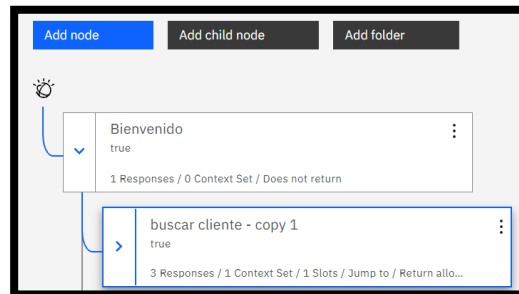 Add node Add child node Add folder
Bienvenido
true
1 Responses / 0 Context Set / Does not return
buscar cliente - copy 1
true
3 Responses / 1 Context Set / 1 Slots / Jump to / Return allo...